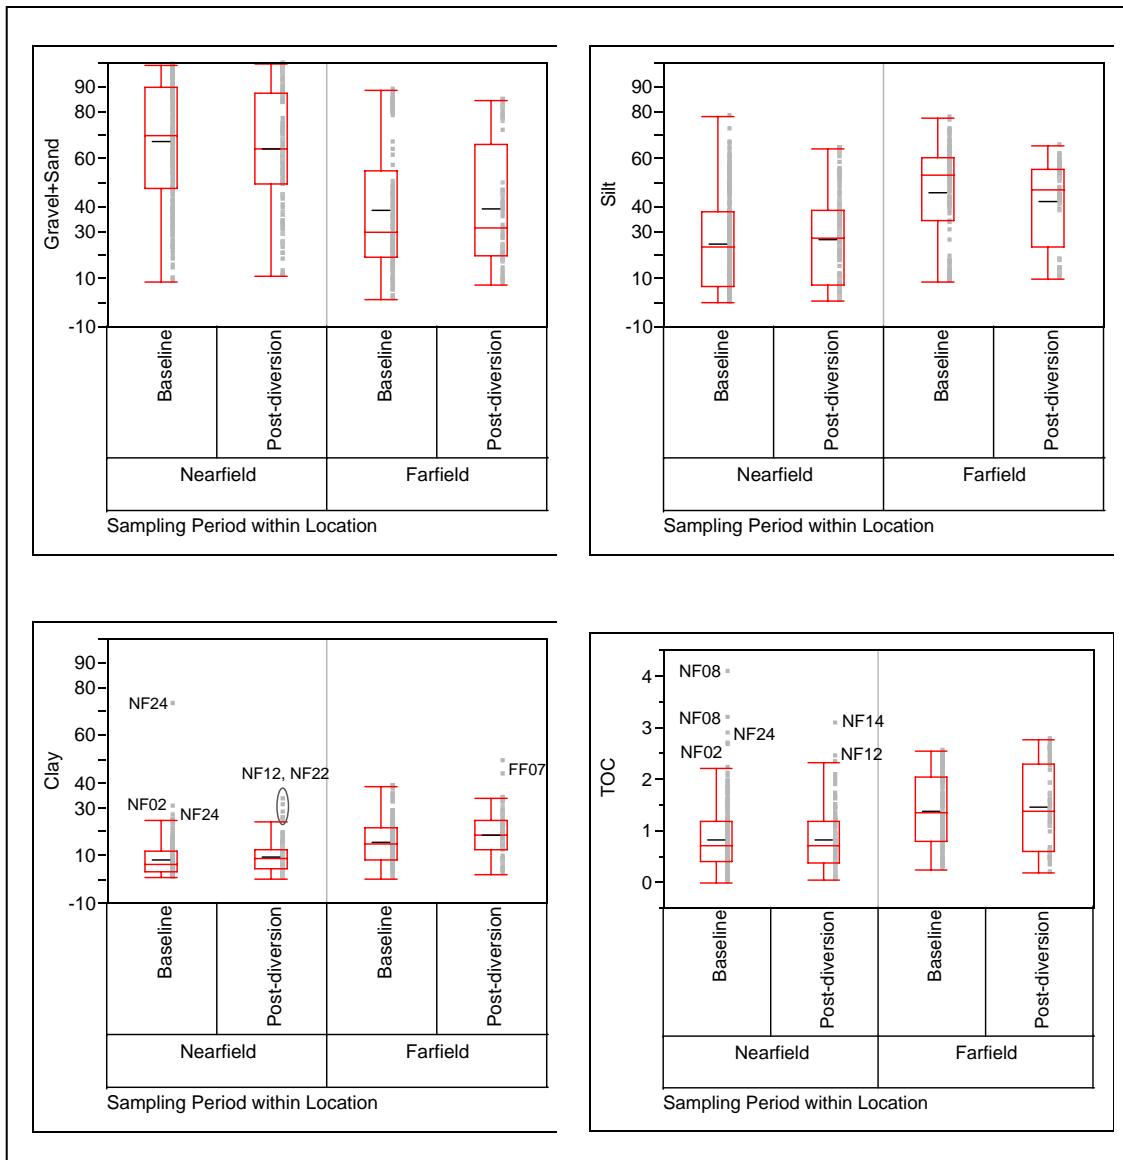 Gravel+Sand
90
80
60
40
30
10
-10
Baseline
Post-diversion
Baseline
Post-diversion
Nearfield
Farfield
Sampling Period within Location
Silt
90
80
60
40
30
10
-10
Baseline
Post-diversion
Baseline
Post-diversion
Nearfield
Farfield
Sampling Period within Location
Clay
90
80
60
40
30
10
-10
NF24
NF12, NF22
NF02
NF24
FF07
Baseline
Post-diversion
Baseline
Post-diversion
Nearfield
Farfield
Sampling Period within Location
TOC
4
3
2
1
0
NF08
NF08
NF24
NF02
NF14
NF12
Baseline
Post-diversion
Baseline
Post-diversion
Nearfield
Farfield
Sampling Period within Location